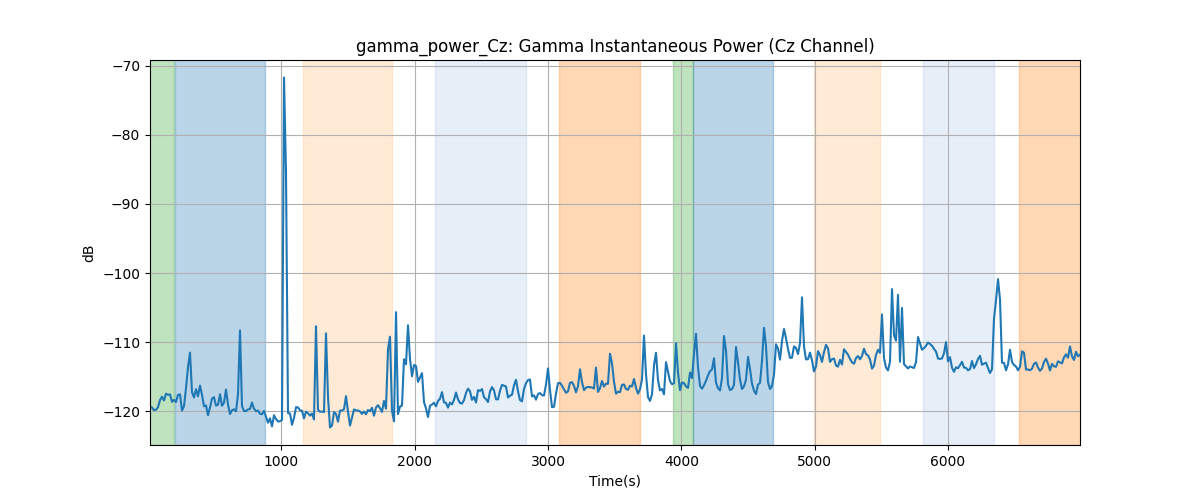 gamma_power_Cz: Gamma Instantaneous Power (Cz Channel)
−70
−80
−90
−100
−110
−120
dB
1000 2000 3000 4000 5000 6000
Time(s)